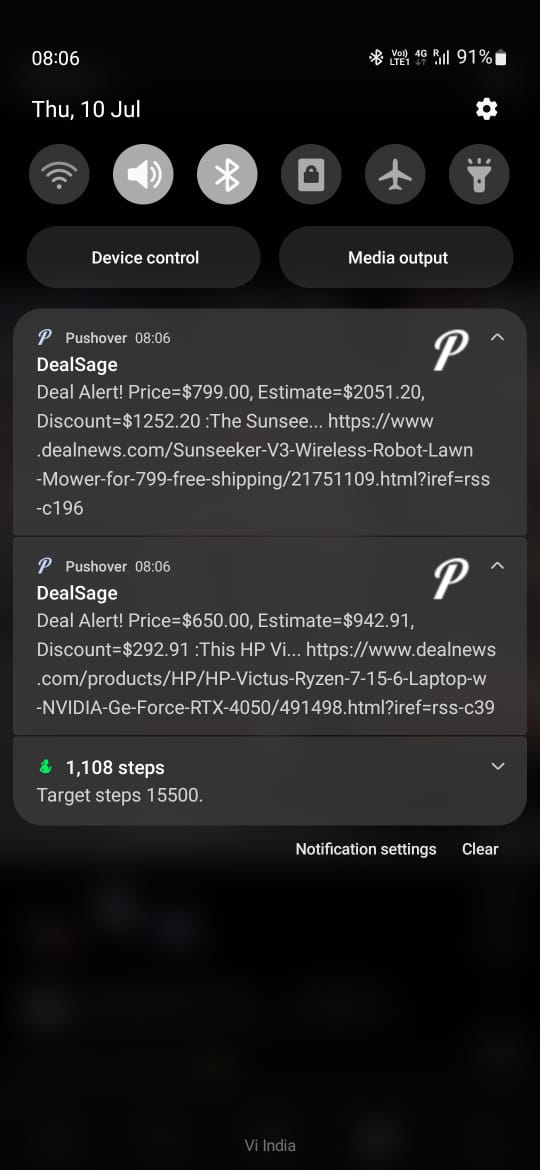 08:06
Vo)) LTE1 4G R 91%
Thu, 10 Jul
Device control
Media output
Pushover 08:06
DealSage
Deal Alert! Price=$799.00, Estimate=$2051.20,
Discount=$1252.20 :The Sunsee... https://www
.dealnews.com/Sunseeker-V3-Wireless-Robot-Lawn
-Mower-for-799-free-shipping/21751109.html?iref=rss
-c196
Pushover 08:06
DealSage
Deal Alert! Price=$650.00, Estimate=$942.91,
Discount=$292.91 :This HP Vi... https://www.dealnews
.com/products/HP/HP-Victus-Ryzen-7-15-6-Laptop-w
-NVIDIA-Ge-Force-RTX-4050/491498.html?iref=rss-c39
1,108 steps
Target steps 15500.
Notification settings
Clear
Vi India